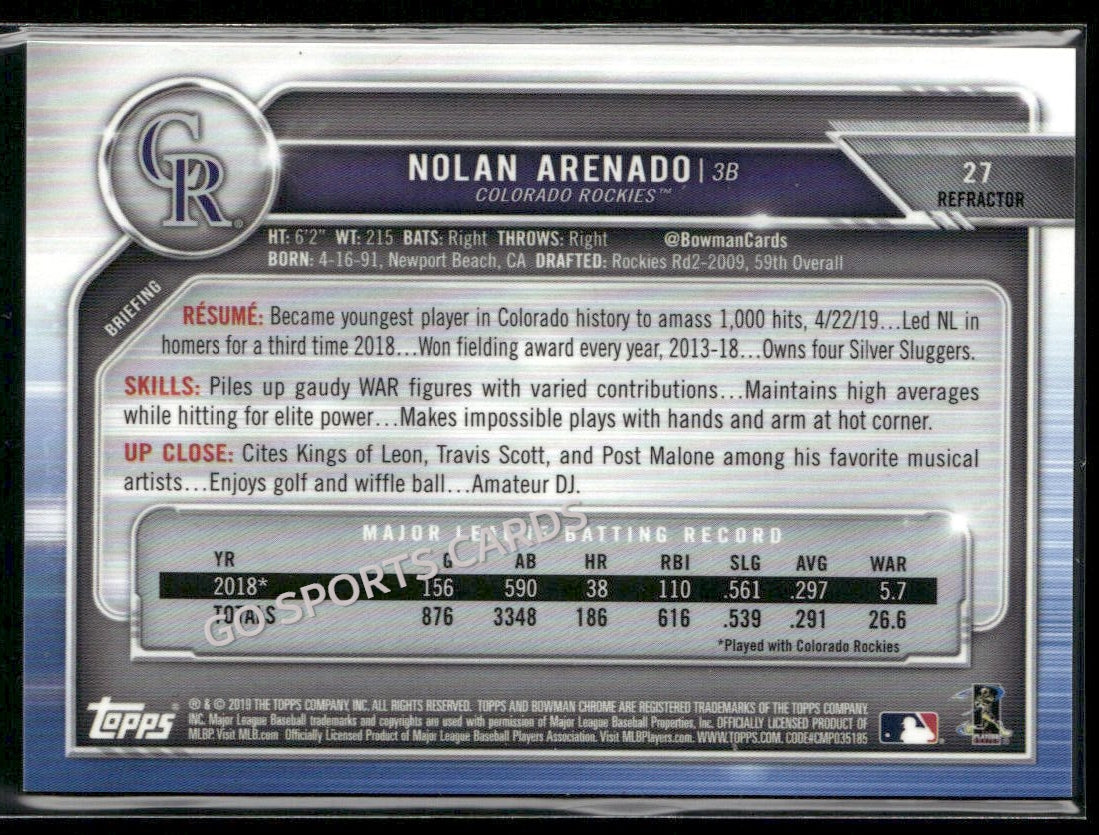 CR
NOLAN ARENADO | 3B
COLORADO ROCKIES™
27
REFRACTOR
HT: 6'2" WT: 215 BATS: Right THROWS: Right @BowmanCards
BORN: 4-16-91, Newport Beach, CA DRAFTED: Rockies Rd2-2009, 59th Overall
BRIEFING
RÉSUMÉ: Became youngest player in Colorado history to amass 1,000 hits, 4/22/19...Led NL in
homers for a third time 2018...Won fielding award every year, 2013-18...Owns four Silver Sluggers.
SKILLS: Piles up gaudy WAR figures with varied contributions...Maintains high averages
while hitting for elite power...Makes impossible plays with hands and arm at hot corner.
UP CLOSE: Cites Kings of Leon, Travis Scott, and Post Malone among his favorite musical
artists...Enjoys golf and wiffle ball...Amateur DJ.
MAJOR LEAGUE BATTING RECORD
YR G AB HR RBI SLG AVG WAR
2018* 156 590 38 110 .561 .297 5.7
TOTALS 876 3348 186 616 .539 .291 26.6
*Played with Colorado Rockies
GO SPORTS CARDS
TOPPS
® & © 2019 THE TOPPS COMPANY, INC. ALL RIGHTS RESERVED. TOPPS AND BOWMAN CHROME ARE REGISTERED TRADEMARKS OF THE TOPPS COMPANY,
INC. Major League Baseball trademarks and copyrights are used with permission of Major League Baseball Properties, Inc. OFFICIALLY LICENSED PRODUCT OF
MLBP. Visit MLB.com Officially Licensed Product of Major League Baseball Players Association. Visit MLBPlayers.com. WWW.TOPPS.COM. CODE#CMP035185